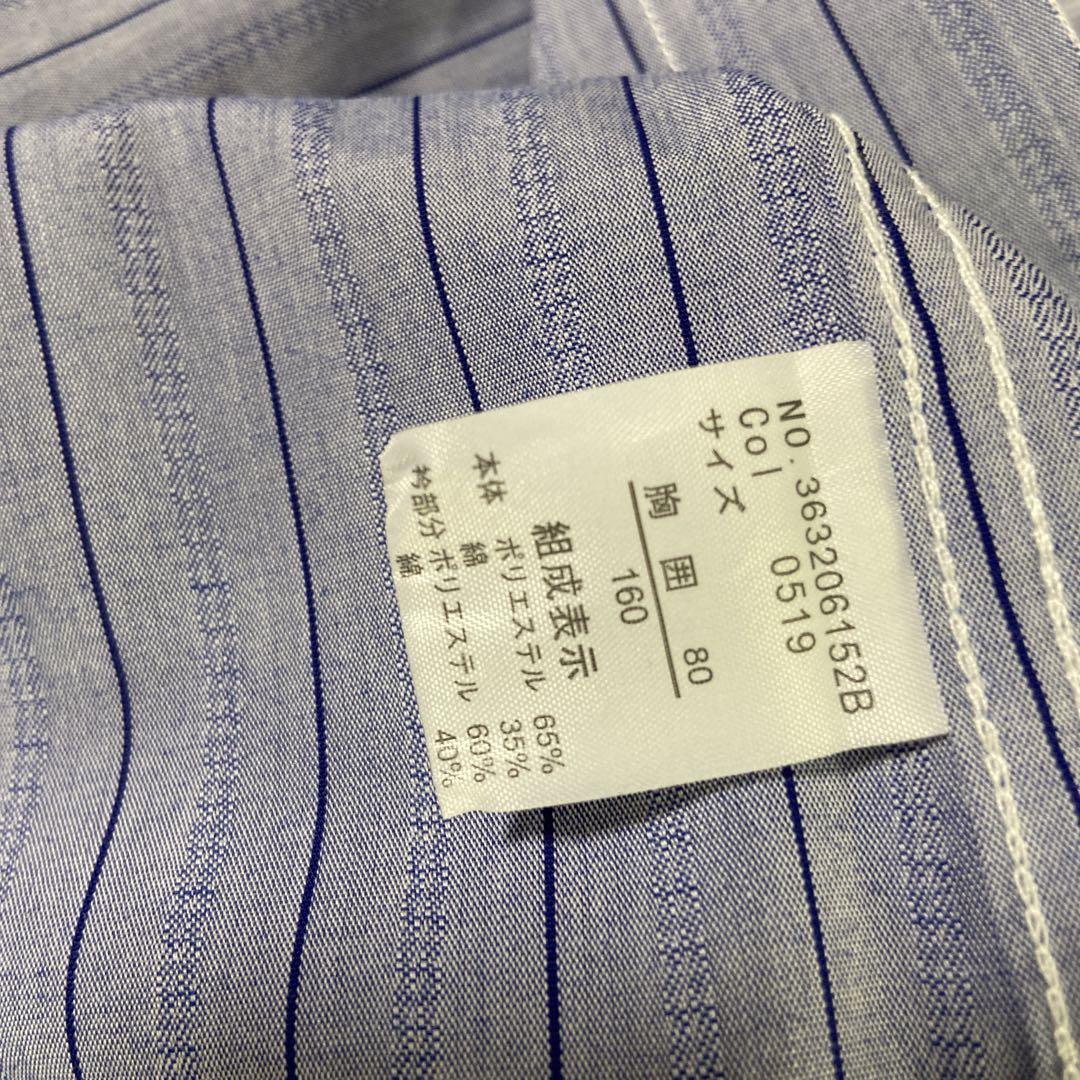 NO. 363206152B
Col 0519
サイズ
胸囲 80
160
組成表示
本体 ポリエステル 65%
綿 35%
衿部分 ポリエステル 60%
綿 40%